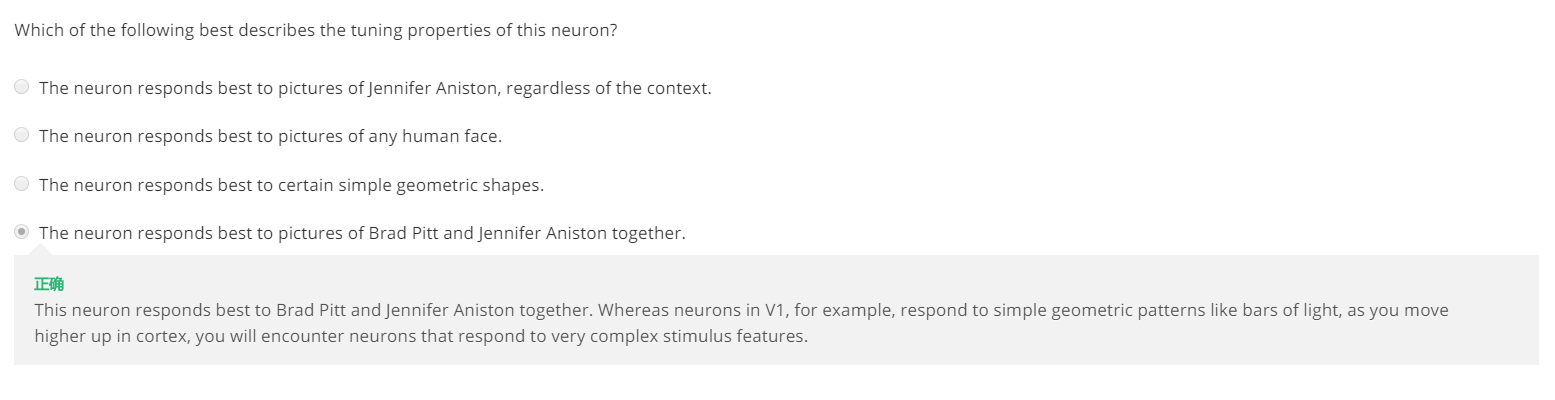 Which of the following best describes the tuning properties of this neuron?
The neuron responds best to pictures of Jennifer Aniston, regardless of the context.
The neuron responds best to pictures of any human face.
The neuron responds best to certain simple geometric shapes.
The neuron responds best to pictures of Brad Pitt and Jennifer Aniston together.
正确
This neuron responds best to Brad Pitt and Jennifer Aniston together. Whereas neurons in V1, for example, respond to simple geometric patterns like bars of light, as you move
higher up in cortex, you will encounter neurons that respond to very complex stimulus features.